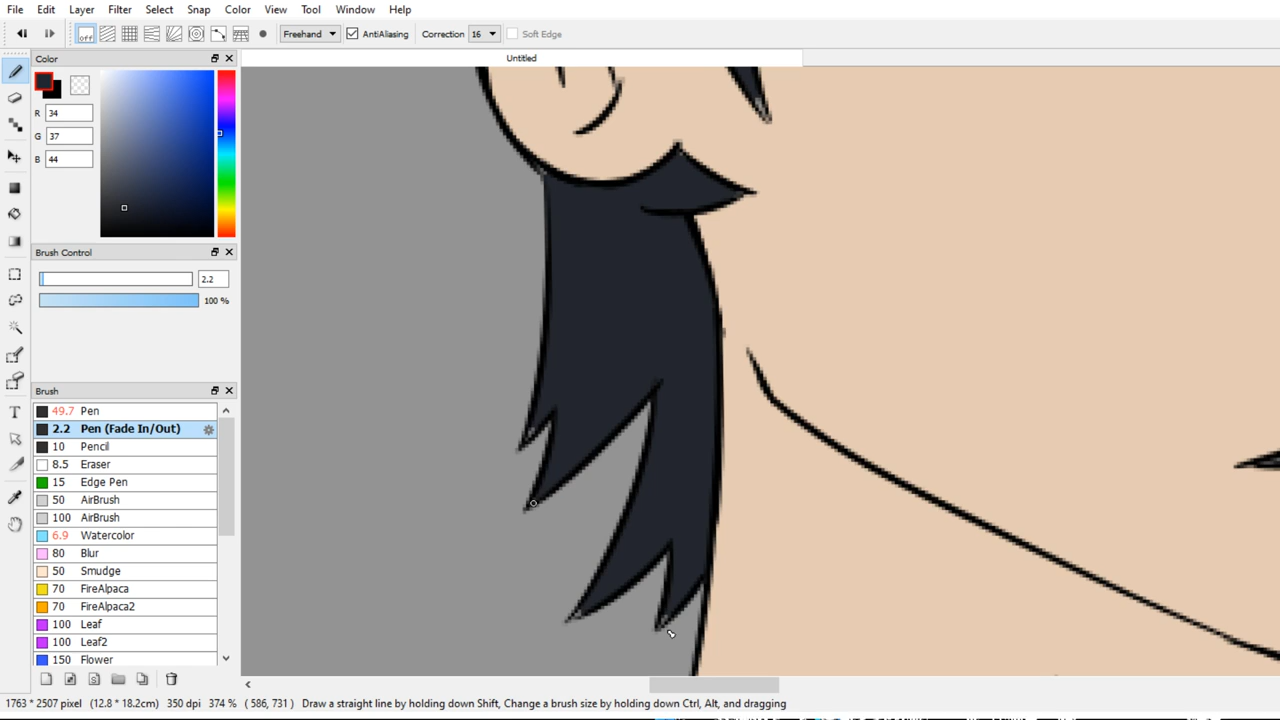 File Edit Layer Filter Select Snap Color View Tool Window Help
off Freehand AntiAliasing Correction 16 Soft Edge
Color Untitled
R 34
G 37
B 44
Brush Control
2.2
100 %
Brush
49.7 Pen
2.2 Pen (Fade In/Out)
10 Pencil
8.5 Eraser
15 Edge Pen
50 AirBrush
100 AirBrush
6.9 Watercolor
80 Blur
50 Smudge
70 FireAlpaca
70 FireAlpaca2
100 Leaf
100 Leaf2
150 Flower
T
1763 * 2507 pixel (12.8 * 18.2cm) 350 dpi 374 % ( 586, 731) Draw a straight line by holding down Shift, Change a brush size by holding down Ctrl, Alt, and dragging